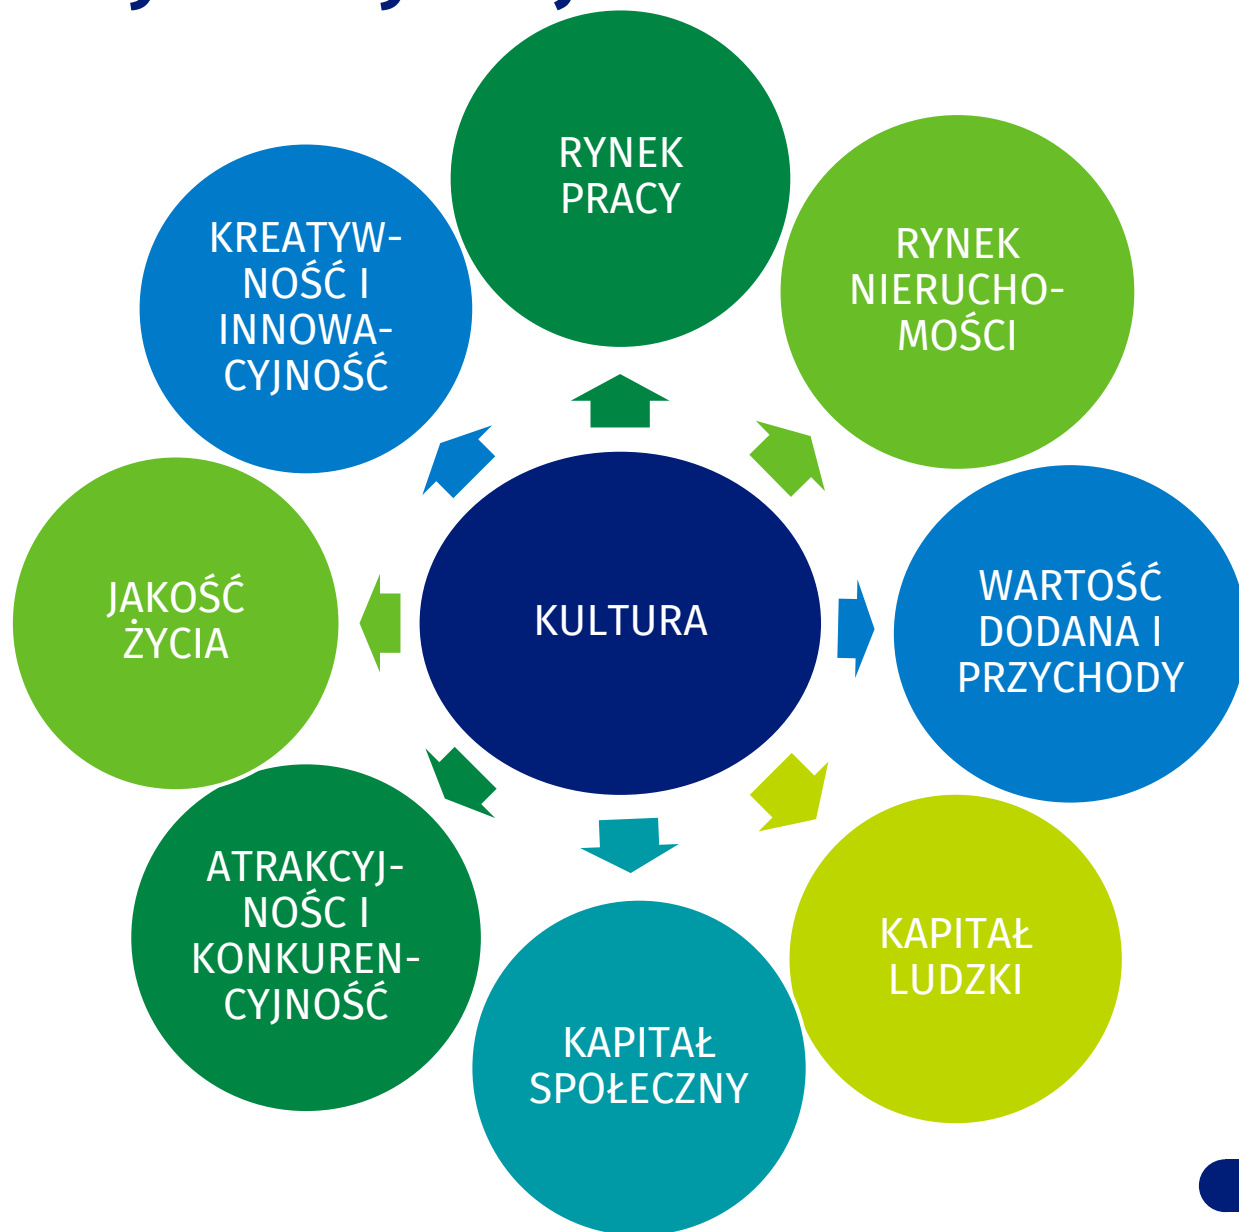 RYNEK
PRACY
RYNEK
NIERUCHO-
MOŚCI
WARTOŚĆ
DODANA I
PRZYCHODY
KAPITAŁ
LUDZKI
KAPITAŁ
SPOŁECZNY
ATRAKCYJ-
NOŚC I
KONKUREN-
CYJNOŚĆ
JAKOŚĆ
ŻYCIA
KREATYW-
NOŚĆ I
INNOWA-
CYJNOŚĆ
KULTURA